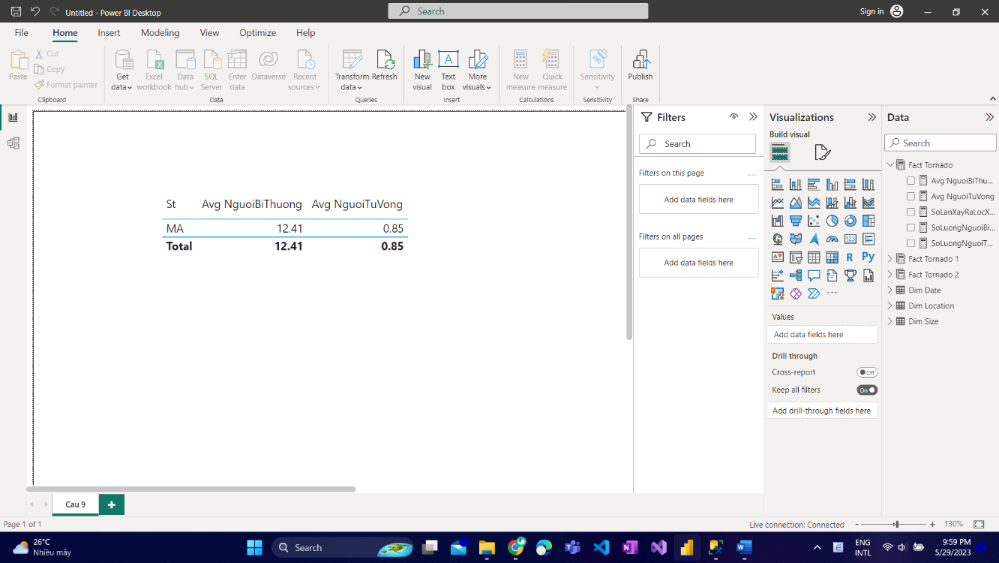 Untitled - Power BI Desktop
Search
Sign in
File Home Insert Modeling View Optimize Help
Paste
Cut
Copy
Format painter
Clipboard
Get data
Excel workbook
Data hub
SQL Server
Enter data
Dataverse
Recent sources
Data
Transform data
Refresh
Queries
New visual
Text box
More visuals
Insert
New measure
Quick measure
Calculations
Sensitivity
Sensitivity
Publish
Share
St Avg NguoiBiThuong Avg NguoiTuVong
MA 12.41 0.85
Total 12.41 0.85
Filters
Search
Filters on this page ...
Add data fields here
Filters on all pages ...
Add data fields here
Visualizations
Build visual
123
R Py
...
Values
Add data fields here
Drill through
Cross-report Off
Keep all filters On
Add drill-through fields here
Data
Search
Fact Tornado
Avg NguoiBiThu...
Avg NguoiTuVong
SoLanXayRaLocX...
SoLuongNguoiBi...
SoLuongNguoiT...
Fact Tornado 1
Fact Tornado 2
Dim Date
Dim Location
Dim Size
Cau 9 +
Page 1 of 1
Live connection: Connected - + 130%
26°C
Nhiều mây
Search
ENG
INTL
9:59 PM
5/29/2023